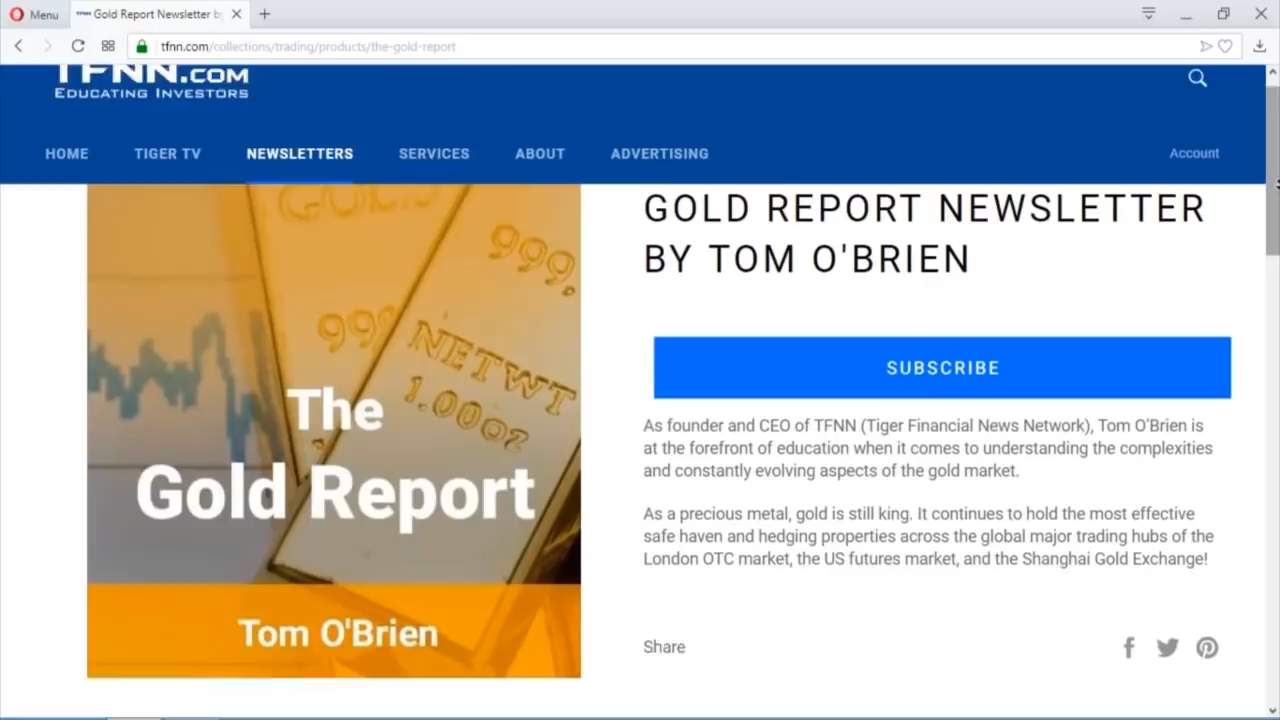 Menu
Gold Report Newsletter b
tfnn.com/collections/trading/products/the-gold-report
TFNN.COM
EDUCATING INVESTORS
HOME TIGER TV NEWSLETTERS SERVICES ABOUT ADVERTISING Account
GOLD
999.
999
NETWT
1.00oz
The
Gold Report
Tom O'Brien
GOLD REPORT NEWSLETTER
BY TOM O'BRIEN
SUBSCRIBE
As founder and CEO of TFNN (Tiger Financial News Network), Tom O'Brien is
at the forefront of education when it comes to understanding the complexities
and constantly evolving aspects of the gold market.
As a precious metal, gold is still king. It continues to hold the most effective
safe haven and hedging properties across the global major trading hubs of the
London OTC market, the US futures market, and the Shanghai Gold Exchange!
Share